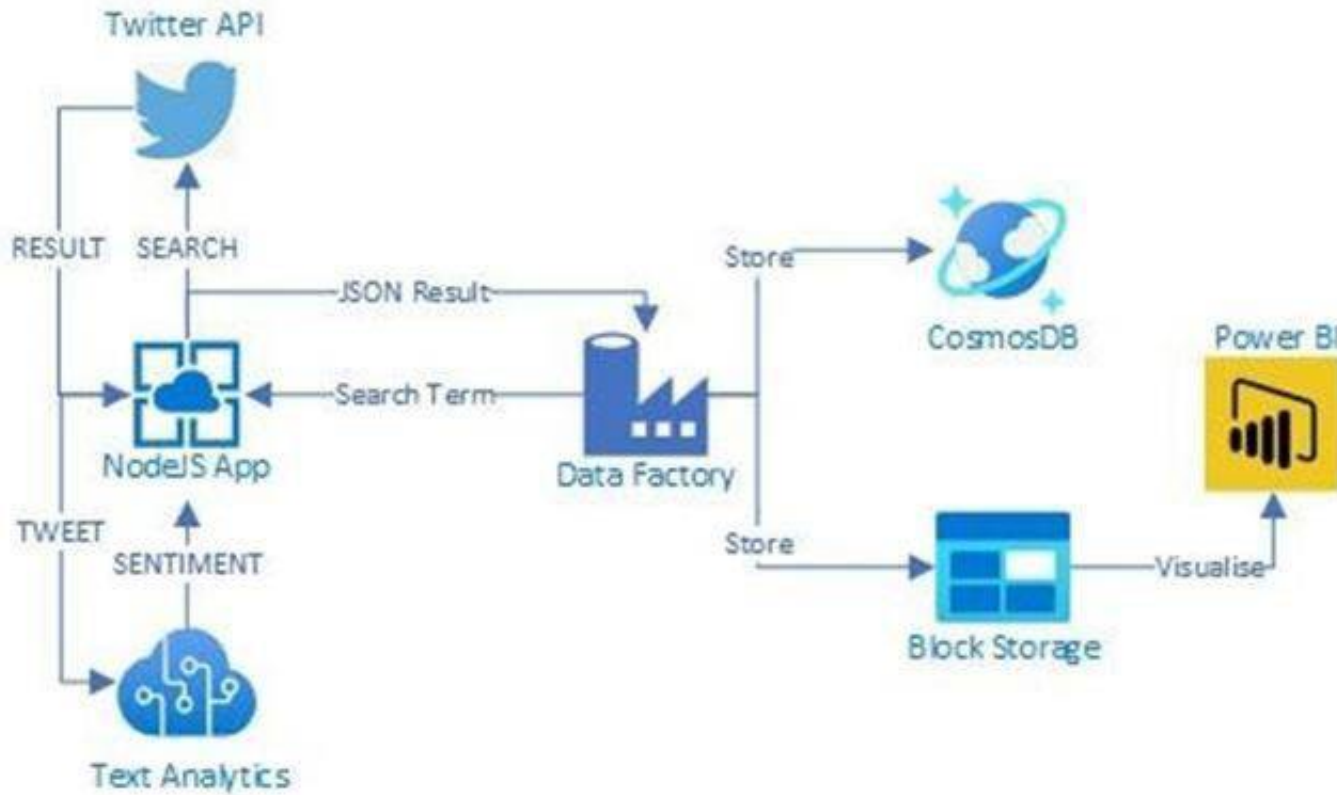 Twitter API
RESULT
SEARCH
JSON Result
Store
CosmosDB
Power BI
Search Term
NodeJS App
Data Factory
TWEET
SENTIMENT
Store
Visualise
Block Storage
Text Analytics